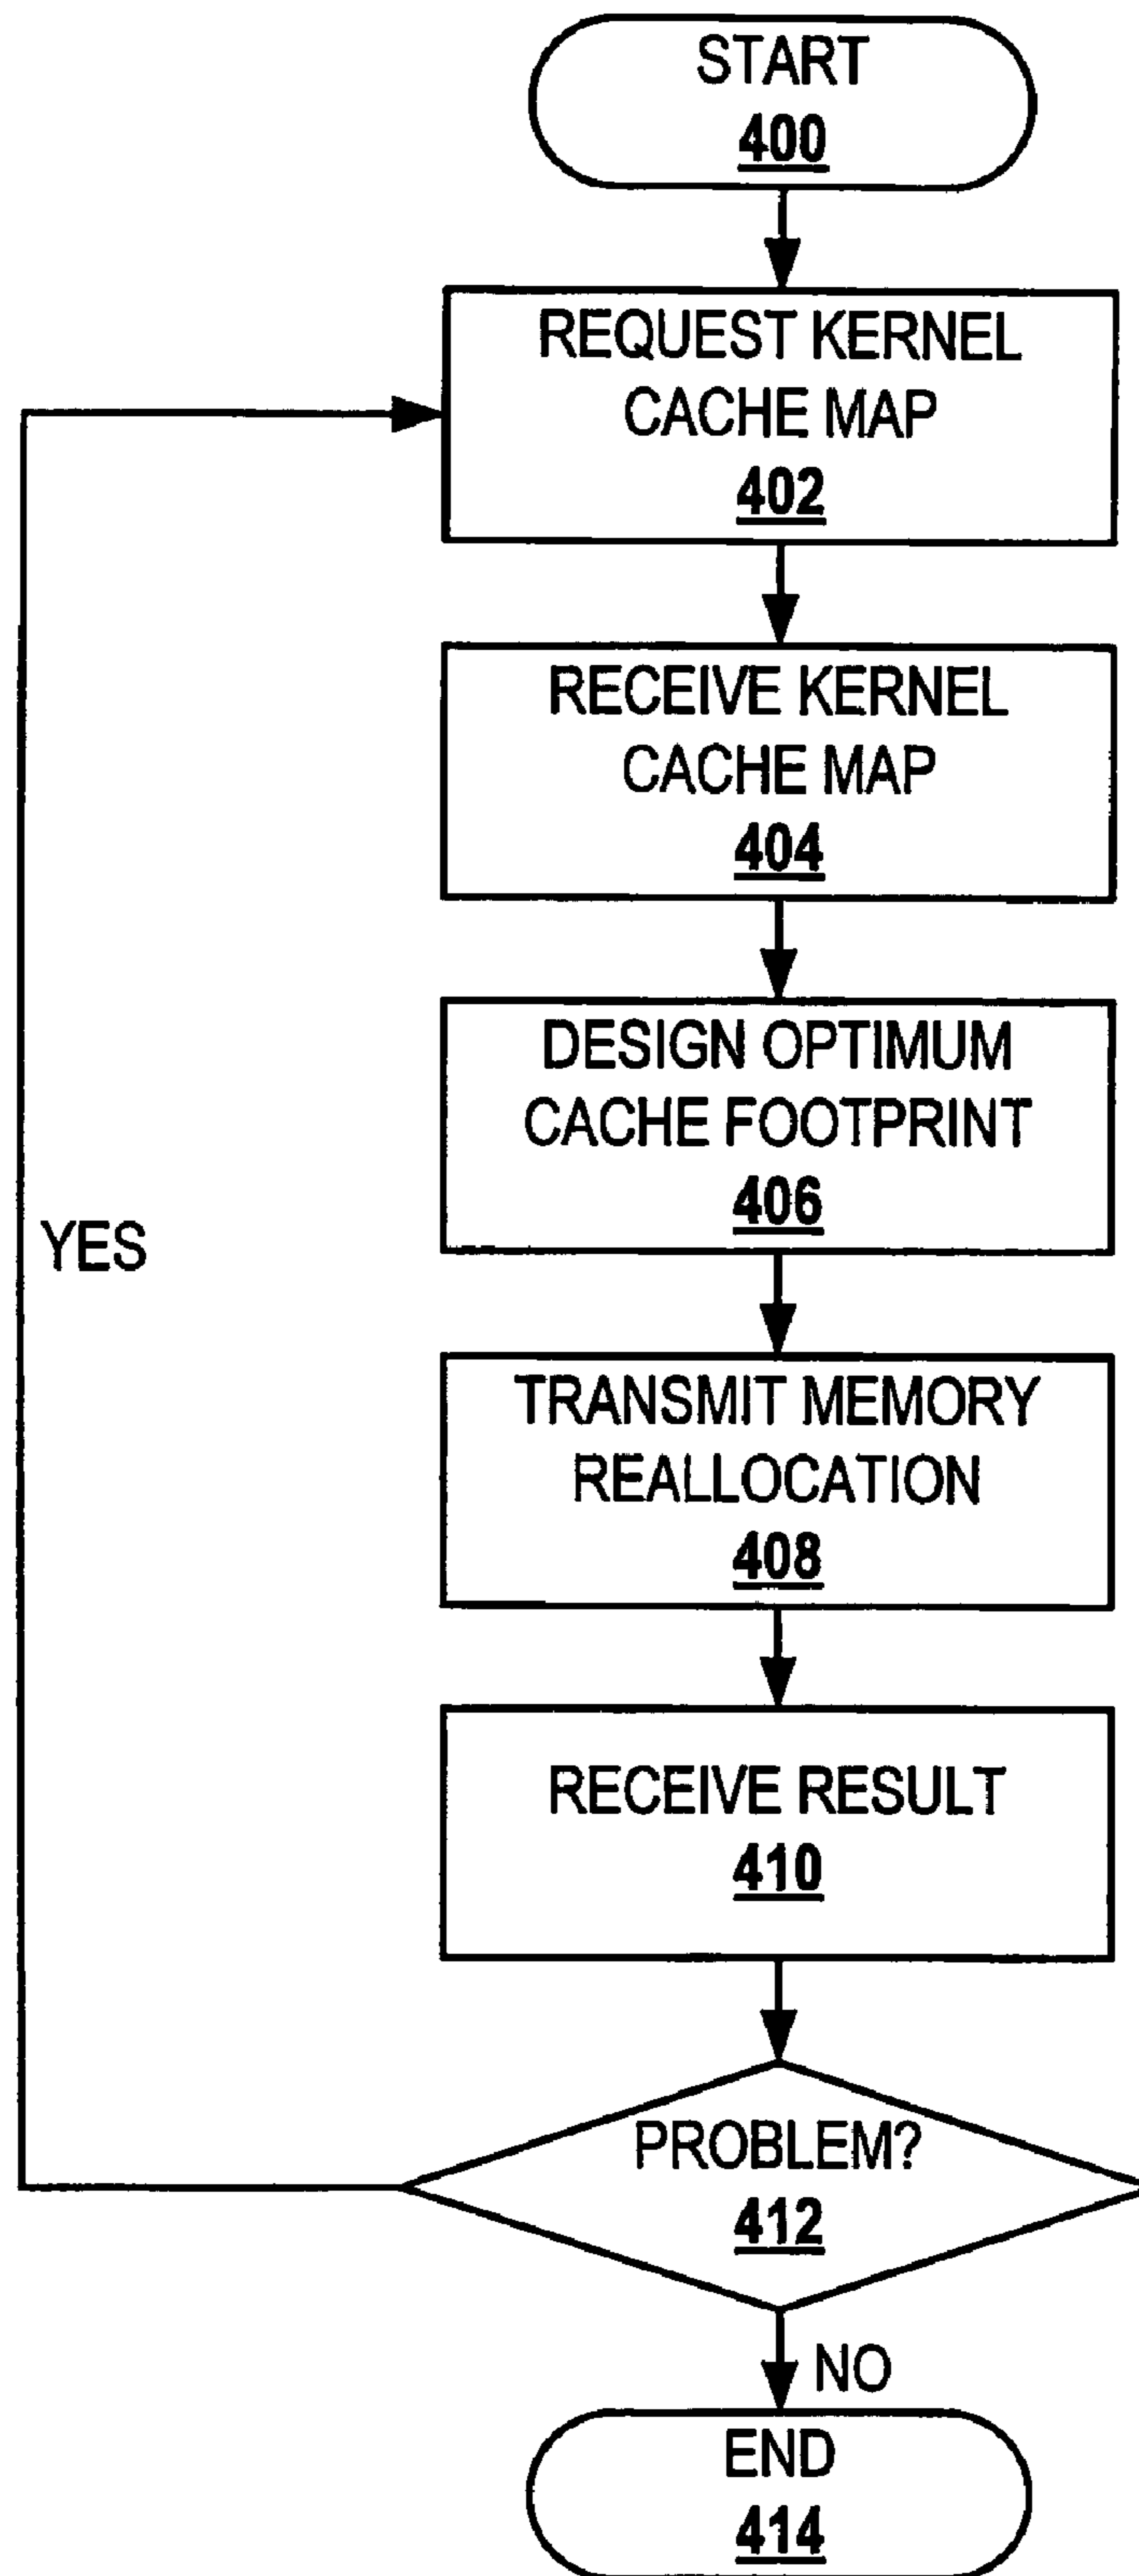 START
400
REQUEST KERNEL
CACHE MAP
402
RECEIVE KERNEL
CACHE MAP
404
DESIGN OPTIMUM
CACHE FOOTPRINT
406
YES
TRANSMIT MEMORY
REALLOCATION
408
RECEIVE RESULT
410
PROBLEM?
412
NO
END
414